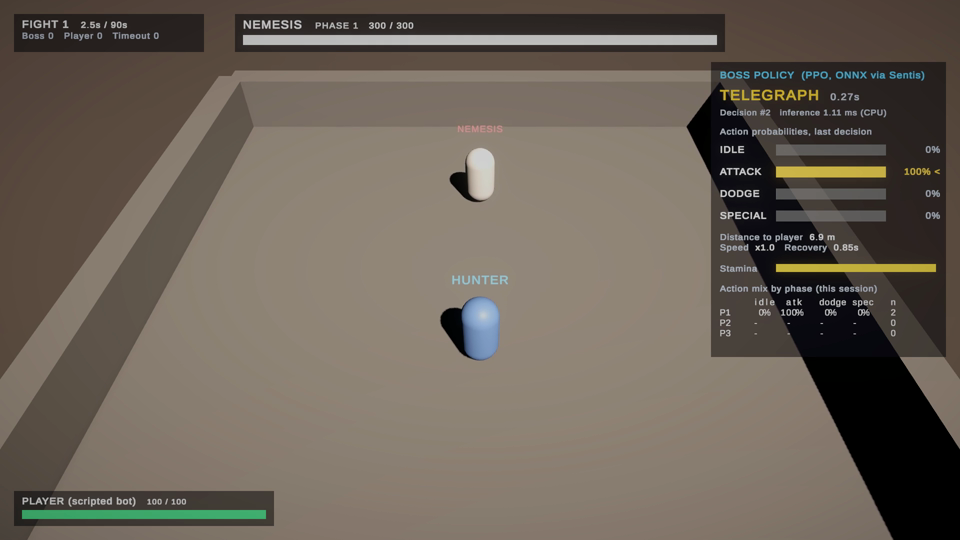 FIGHT 1 2.5s / 90s
Boss 0 Player 0 Timeout 0
NEMESIS PHASE 1 300 / 300
BOSS POLICY (PPO, ONNX via Sentis)
TELEGRAPH 0.27s
Decision #2 inference 1.11 ms (CPU)
Action probabilities, last decision
IDLE 0%
ATTACK 100% <
DODGE 0%
SPECIAL 0%
Distance to player 6.9 m
Speed x1.0 Recovery 0.85s
Stamina
Action mix by phase (this session)
idle atk dodge spec n
P1 0% 100% 0% 0% 2
P2 - - - - 0
P3 - - - - 0
NEMESIS
HUNTER
PLAYER (scripted bot) 100 / 100